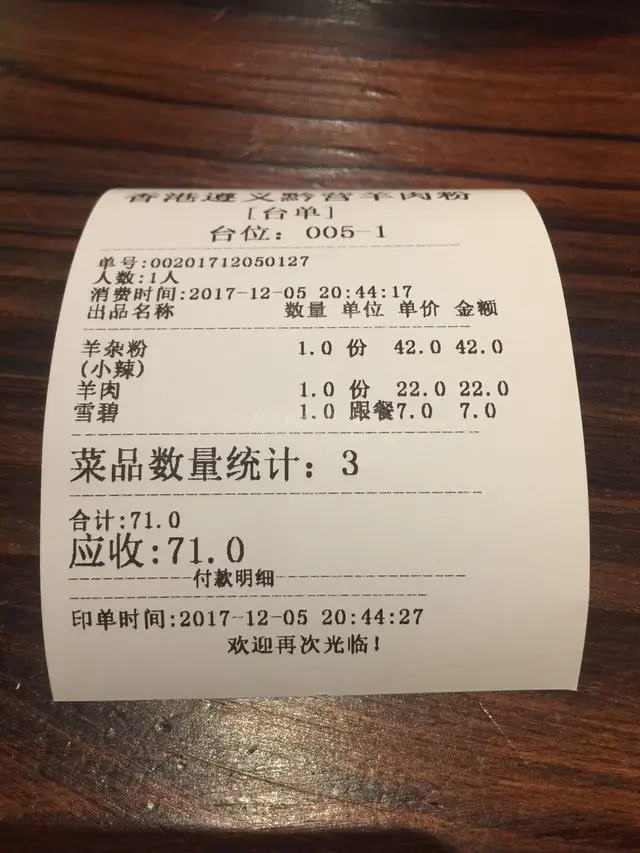 香港遵义黔营羊肉粉
[台单]
台位：005-1
单号:00201712050127
人数:1人
消费时间:2017-12-05 20:44:17
出品名称 数量 单位 单价 金额
羊杂粉 1.0 份 42.0 42.0
(小辣)
羊肉 1.0 份 22.0 22.0
雪碧 1.0 跟餐7.0 7.0
菜品数量统计：3
合计:71.0
应收:71.0
付款明细
印单时间:2017-12-05 20:44:27
欢迎再次光临!